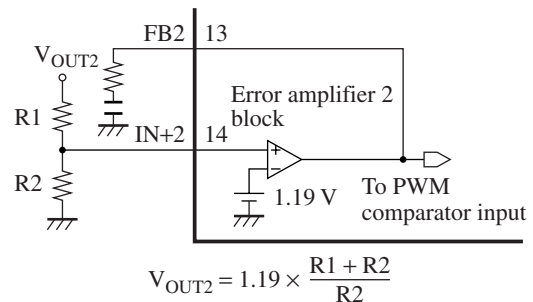 FB2 13
VOUT2
R1
Error amplifier 2
block
IN+2 14
R2
+
−
1.19 V
To PWM
comparator input
VOUT2 = 1.19 × R1 + R2
R2